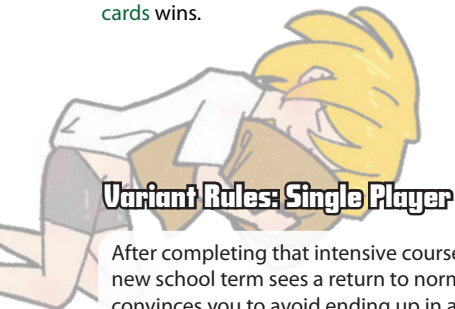 cards wins.
Variant Rules: Single Player
After completing that intensive course
new school term sees a return to norm
convinces you to avoid ending up in a